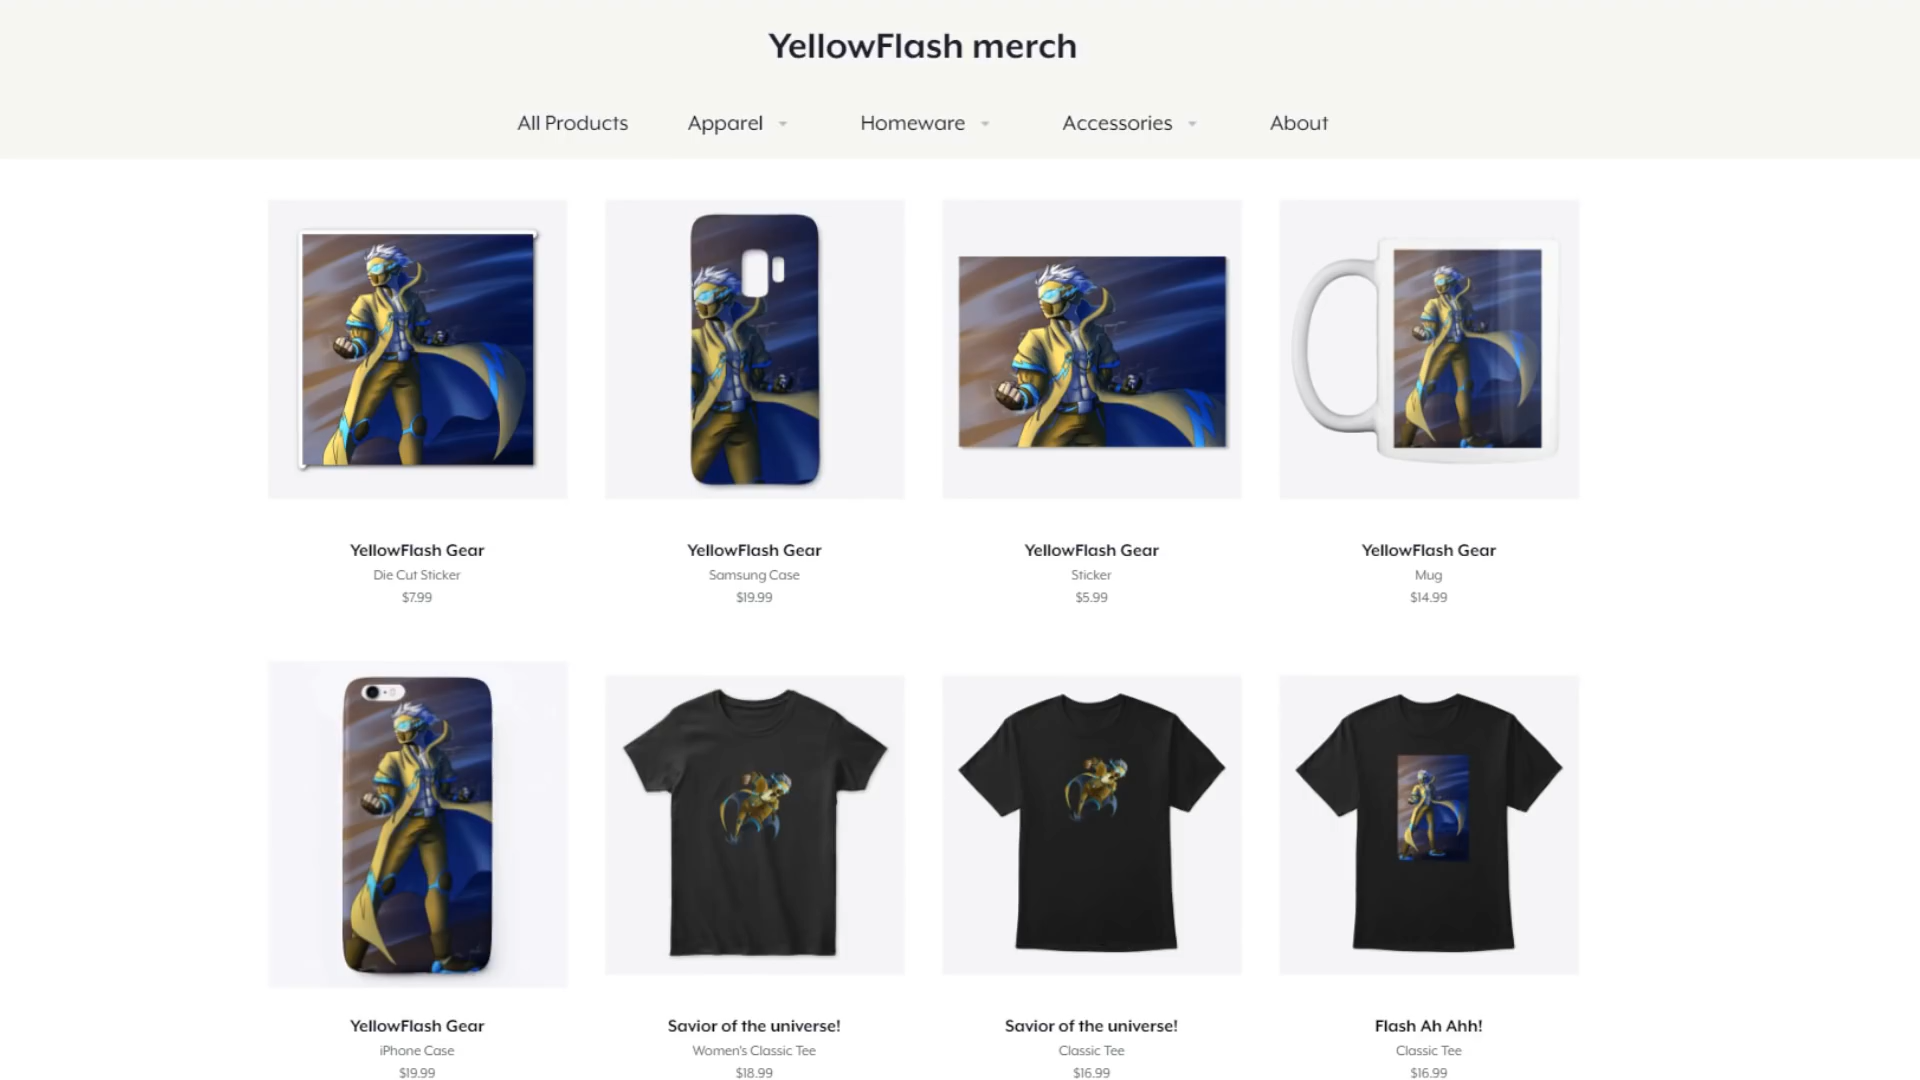 YellowFlash merch
All Products Apparel Homeware Accessories About
YellowFlash Gear
Die Cut Sticker
$7.99
YellowFlash Gear
Samsung Case
$19.99
YellowFlash Gear
Sticker
$5.99
YellowFlash Gear
Mug
$14.99
YellowFlash Gear
iPhone Case
$19.99
Savior of the universe!
Women's Classic Tee
$18.99
Savior of the universe!
Classic Tee
$16.99
Flash Ah Ahh!
Classic Tee
$16.99